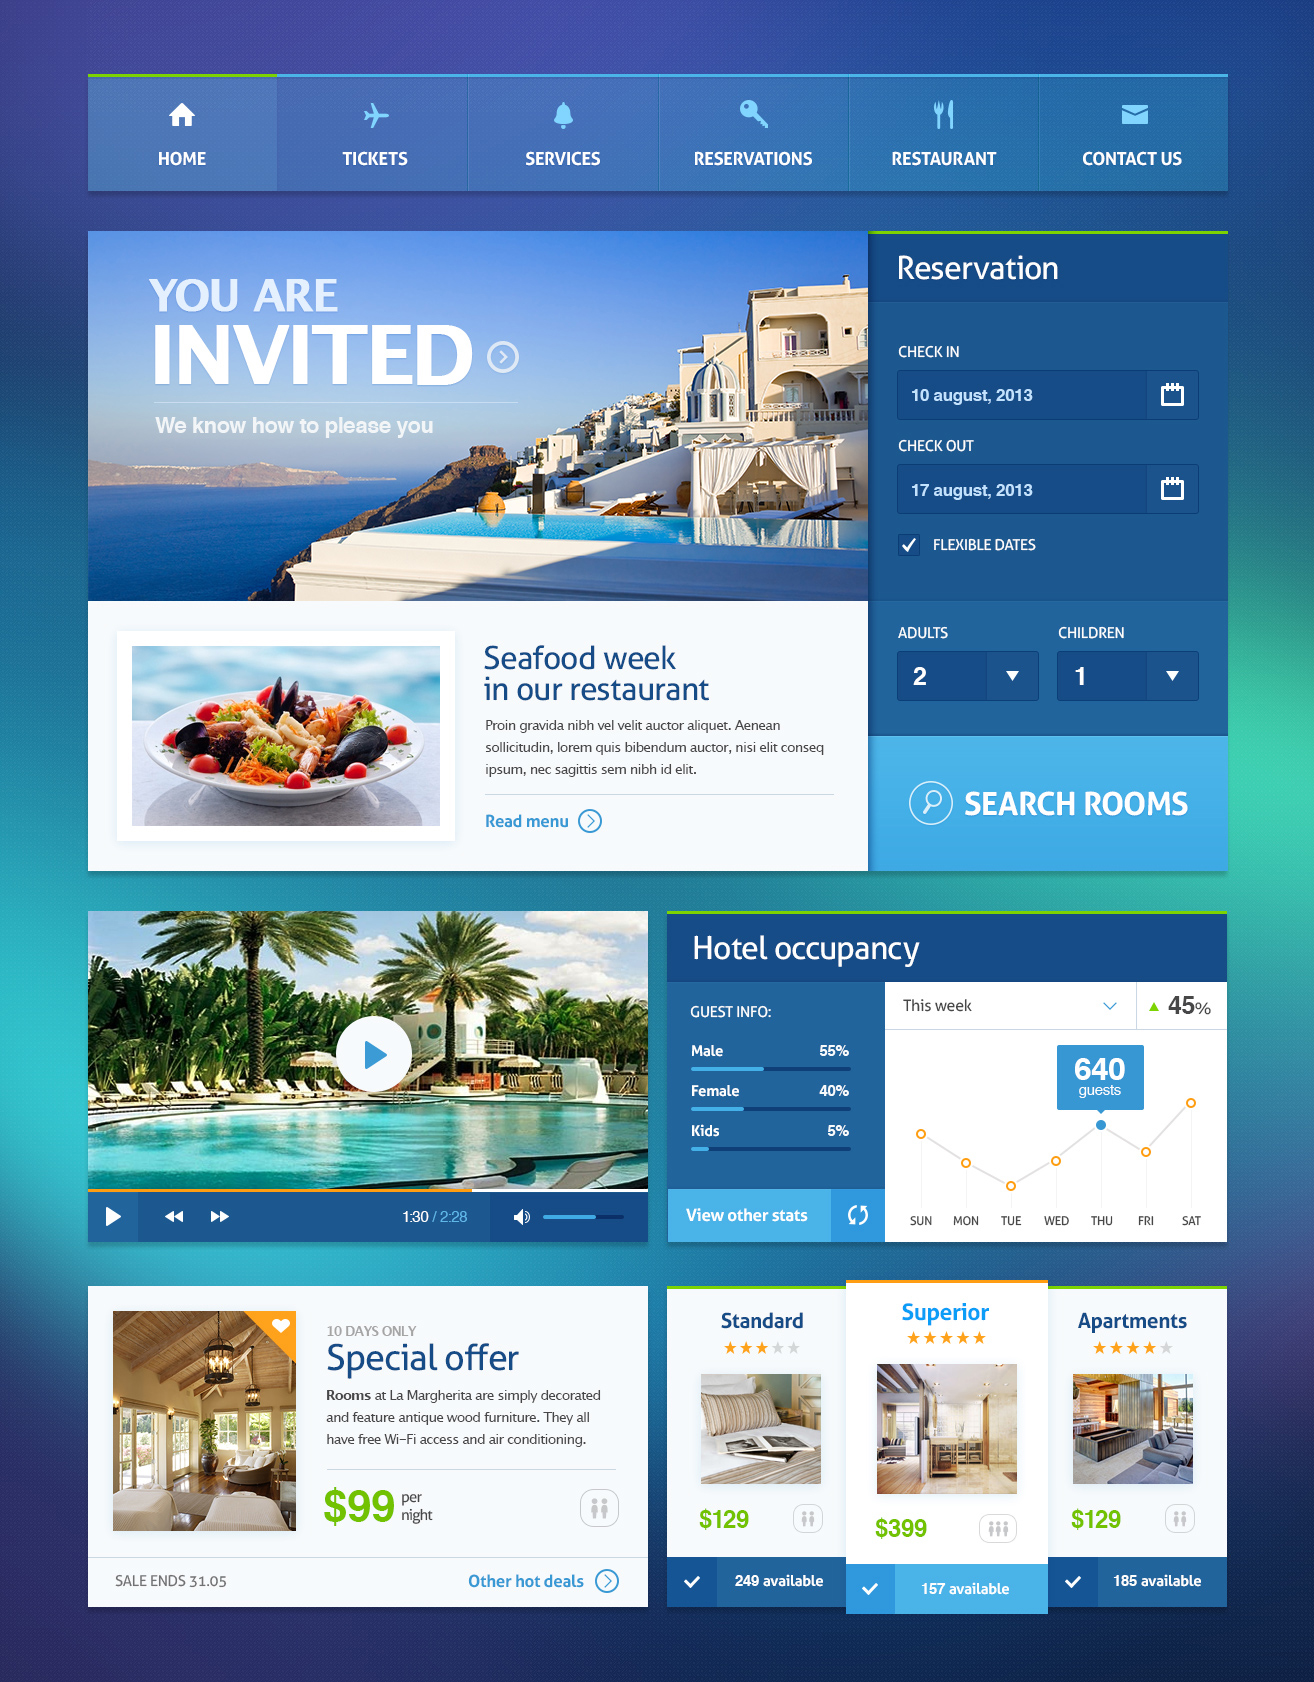 HOME
TICKETS
SERVICES
RESERVATIONS
RESTAURANT
CONTACT US
YOU ARE
INVITED
We know how to please you
Reservation
CHECK IN
10 august, 2013
CHECK OUT
17 august, 2013
FLEXIBLE DATES
ADULTS
CHILDREN
2
1
SEARCH ROOMS
Seafood week
in our restaurant
Proin gravida nibh vel velit auctor aliquet. Aenean
sollicitudin, lorem quis bibendum auctor, nisi elit conseq
ipsum, nec sagittis sem nibh id elit.
Read menu
1:30 / 2:28
Hotel occupancy
GUEST INFO:
Male 55%
Female 40%
Kids 5%
View other stats
This week
45%
640
guests
SUN MON TUE WED THU FRI SAT
10 DAYS ONLY
Special offer
Rooms at La Margherita are simply decorated
and feature antique wood furniture. They all
have free Wi-Fi access and air conditioning.
$99 per
night
SALE ENDS 31.05
Other hot deals
Standard
$129
249 available
Superior
$399
157 available
Apartments
$129
185 available